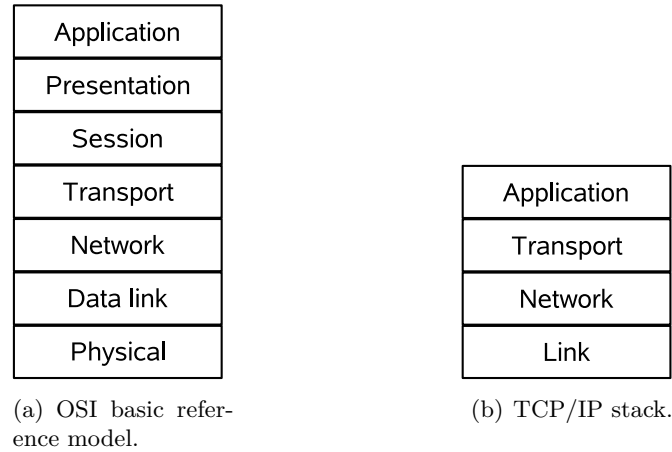 Application
Presentation
Session
Transport
Network
Data link
Physical
(a) OSI basic refer-
ence model.
Application
Transport
Network
Link
(b) TCP/IP stack.